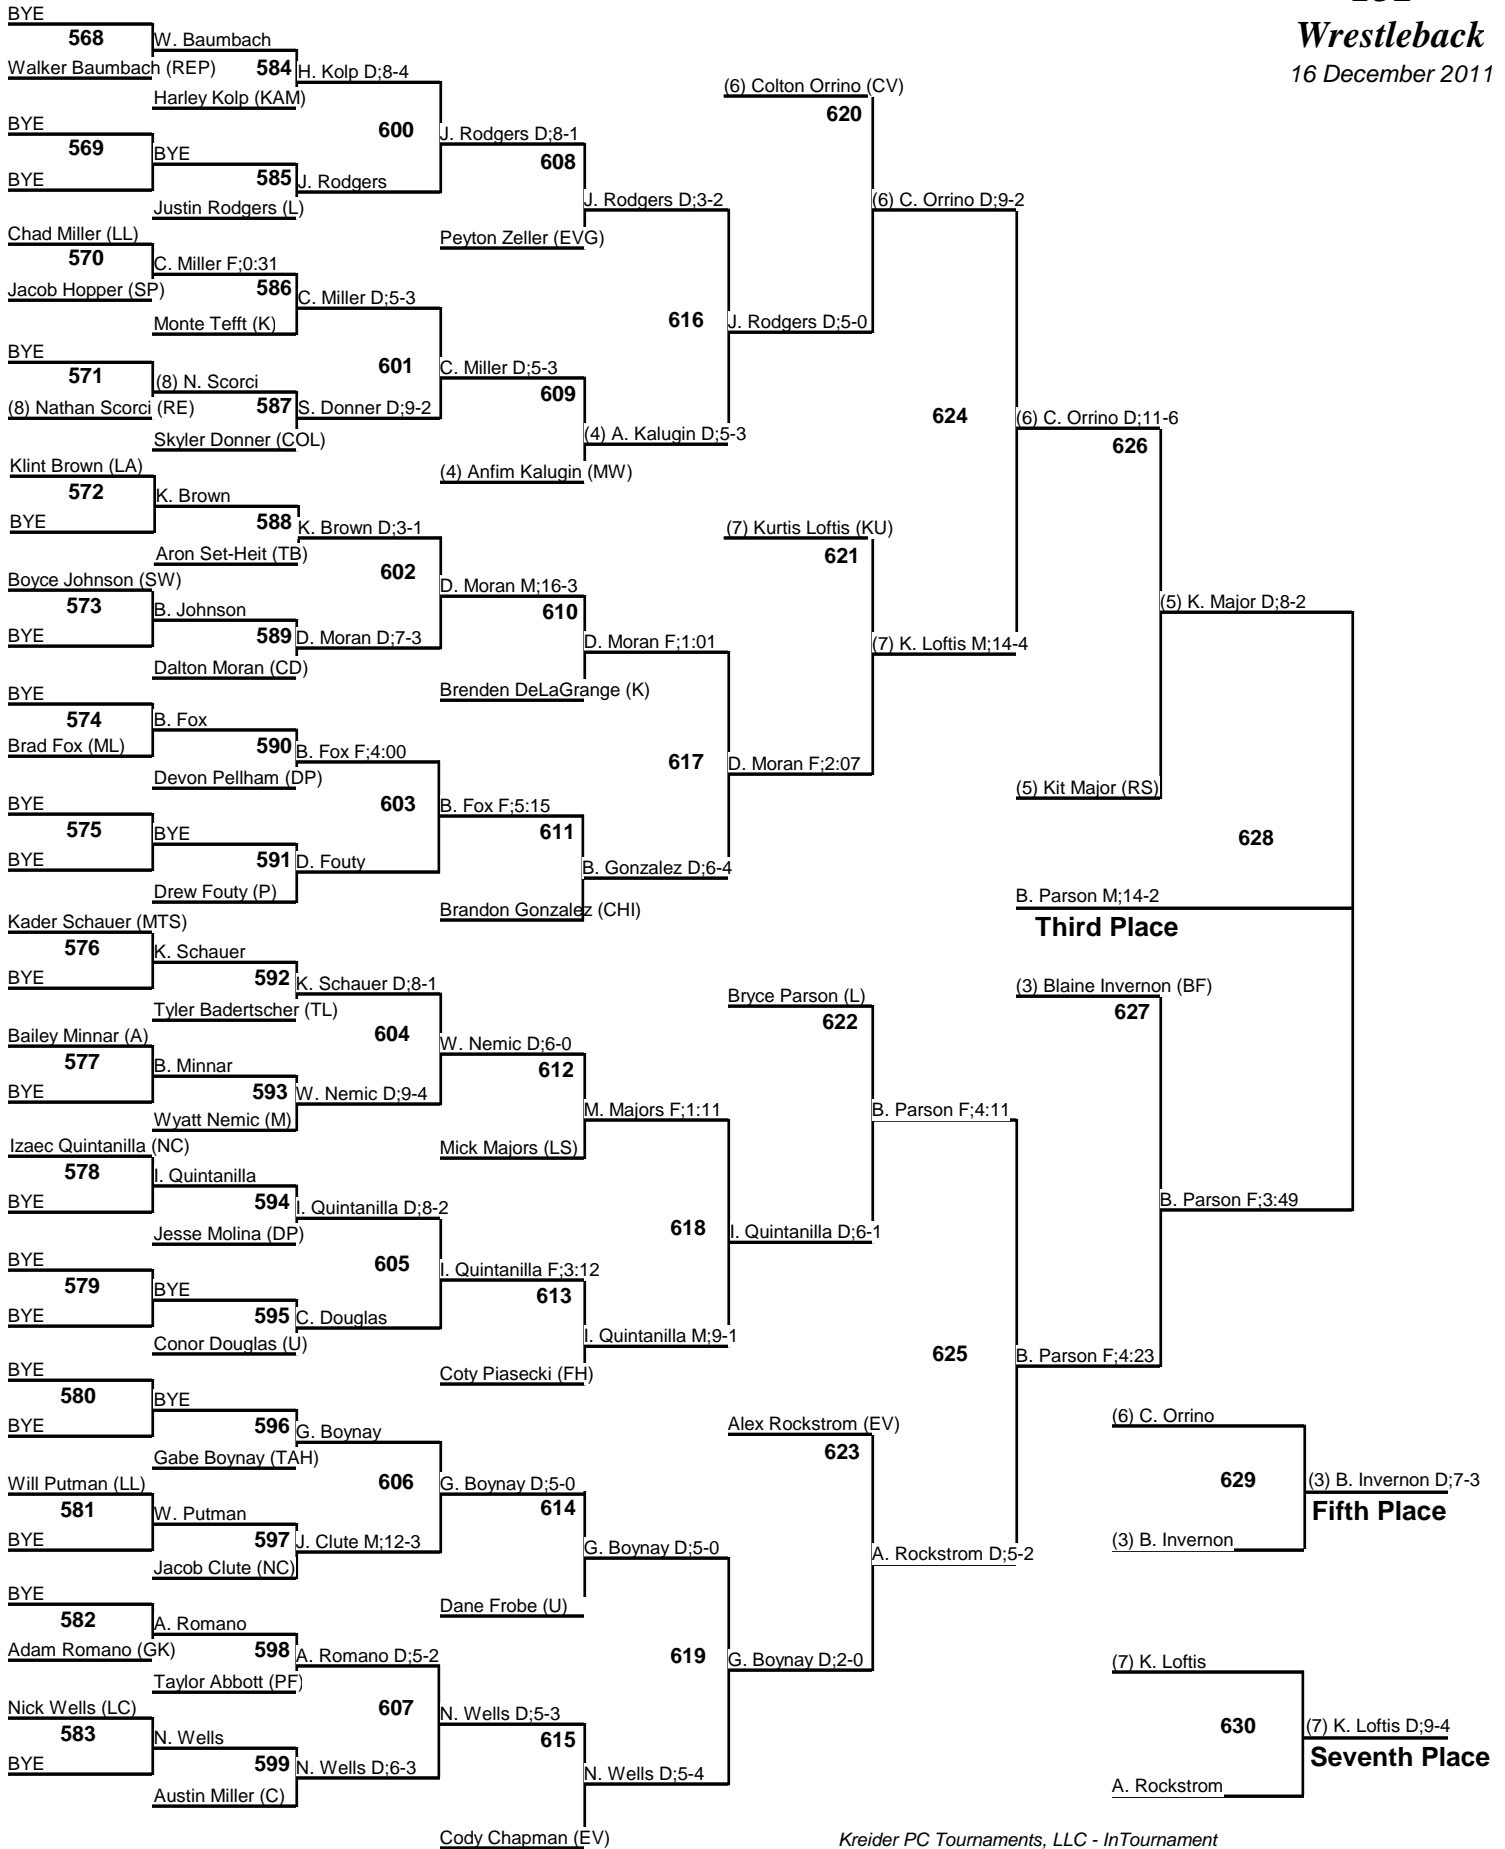 Wrestleback
16 December 2011
BYE
568
W. Baumbach
Walker Baumbach (REP)
584
H. Kolp D;8-4
Harley Kolp (KAM)
600
BYE
569
BYE
BYE
585
J. Rodgers
Justin Rodgers (L)
J. Rodgers D;8-1
608
J. Rodgers D;3-2
Peyton Zeller (EVG)
Chad Miller (LL)
570
C. Miller F;0:31
Jacob Hopper (SP)
586
C. Miller D;5-3
Monte Tefft (K)
601
BYE
571
(8) N. Scorci
(8) Nathan Scorci (RE)
587
S. Donner D;9-2
Skyler Donner (COL)
C. Miller D;5-3
609
(4) A. Kalugin D;5-3
(4) Anfim Kalugin (MW)
616
J. Rodgers D;5-0
(6) Colton Orrino (CV)
620
(6) C. Orrino D;9-2
624
(6) C. Orrino D;11-6
626
Klint Brown (LA)
572
K. Brown
BYE
588
K. Brown D;3-1
Aron Set-Heit (TB)
602
Boyce Johnson (SW)
573
B. Johnson
BYE
589
D. Moran D;7-3
Dalton Moran (CD)
D. Moran M;16-3
610
D. Moran F;1:01
Brenden DeLaGrange (K)
BYE
574
B. Fox
Brad Fox (ML)
590
B. Fox F;4:00
Devon Pellham (DP)
603
BYE
575
BYE
BYE
591
D. Fouty
Drew Fouty (P)
B. Fox F;5:15
611
B. Gonzalez D;6-4
Brandon Gonzalez (CHI)
617
D. Moran F;2:07
(7) Kurtis Loftis (KU)
621
(7) K. Loftis M;14-4
(5) K. Major D;8-2
(5) Kit Major (RS)
628
B. Parson M;14-2
Third Place
Kader Schauer (MTS)
576
K. Schauer
BYE
592
K. Schauer D;8-1
Tyler Badertscher (TL)
604
Bailey Minnar (A)
577
B. Minnar
BYE
593
W. Nemic D;9-4
Wyatt Nemic (M)
W. Nemic D;6-0
612
M. Majors F;1:11
Mick Majors (LS)
Izaec Quintanilla (NC)
578
I. Quintanilla
BYE
594
I. Quintanilla D;8-2
Jesse Molina (DP)
605
BYE
579
BYE
BYE
595
C. Douglas
Conor Douglas (U)
I. Quintanilla F;3:12
613
I. Quintanilla M;9-1
Coty Piasecki (FH)
618
I. Quintanilla D;6-1
Bryce Parson (L)
622
B. Parson F;4:11
625
B. Parson F;4:23
(3) Blaine Invernon (BF)
627
B. Parson F;3:49
BYE
580
BYE
BYE
596
G. Boynay
Gabe Boynay (TAH)
606
Will Putman (LL)
581
W. Putman
BYE
597
J. Clute M;12-3
Jacob Clute (NC)
G. Boynay D;5-0
614
G. Boynay D;5-0
Dane Frobe (U)
BYE
582
A. Romano
Adam Romano (GK)
598
A. Romano D;5-2
Taylor Abbott (PF)
607
Nick Wells (LC)
583
N. Wells
BYE
599
N. Wells D;6-3
Austin Miller (C)
N. Wells D;5-3
615
N. Wells D;5-4
Cody Chapman (EV)
619
G. Boynay D;2-0
Alex Rockstrom (EV)
623
A. Rockstrom D;5-2
(6) C. Orrino
629
(3) B. Invernon D;7-3
Fifth Place
(3) B. Invernon
(7) K. Loftis
630
(7) K. Loftis D;9-4
Seventh Place
A. Rockstrom
Kreider PC Tournaments, LLC - InTournament